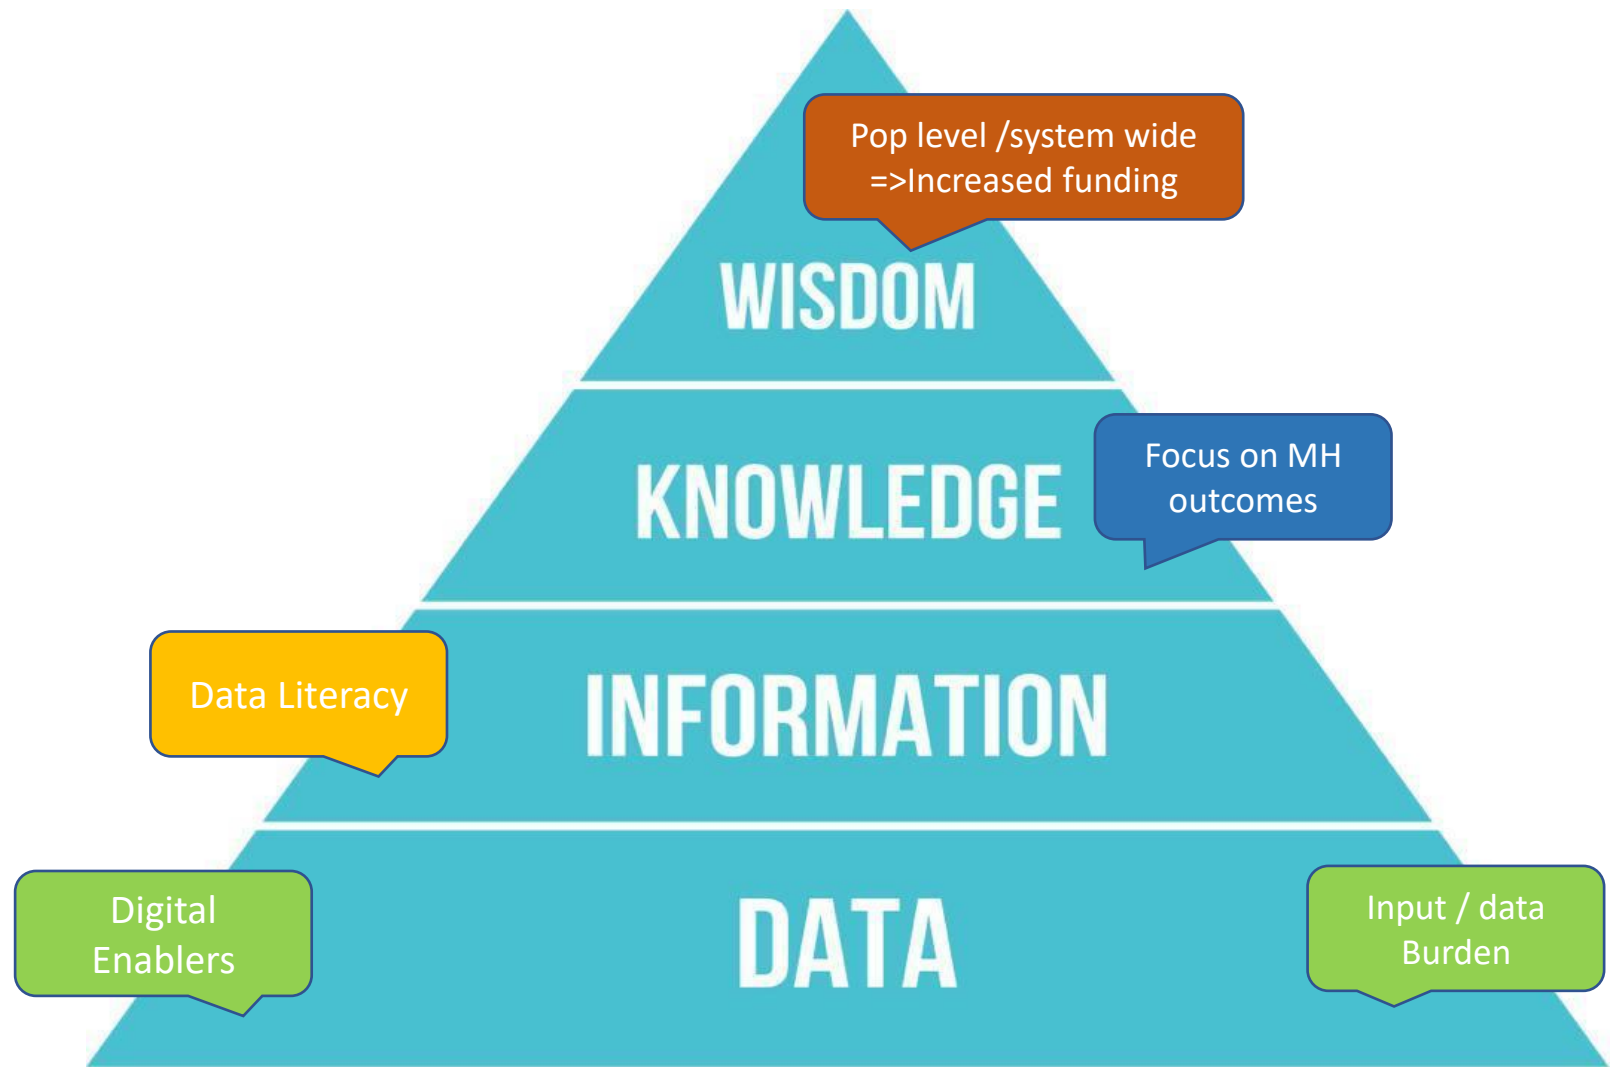 Pop level /system wide
=>Increased funding
WISDOM
Focus on MH
outcomes
KNOWLEDGE
Data Literacy
INFORMATION
Digital
Enablers
DATA
Input / data
Burden